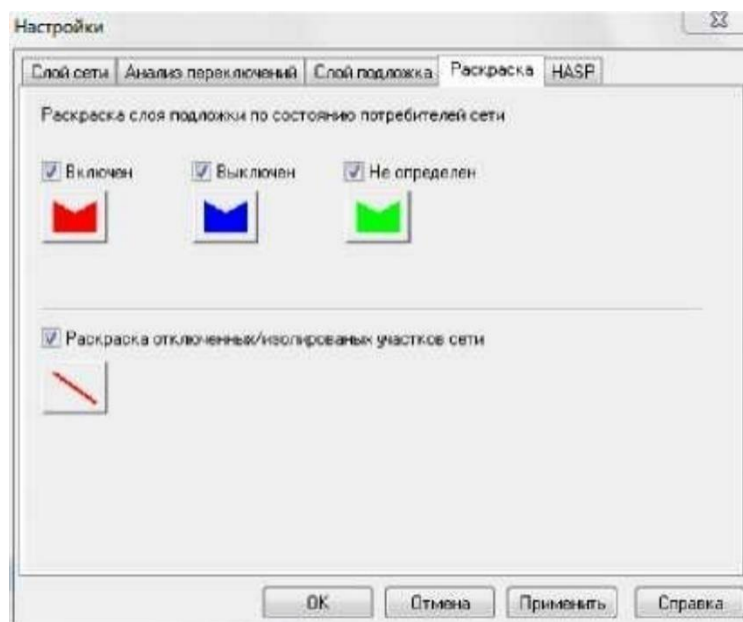 Настройки
Слой сети Анализ переключений Слой подложка Раскраска HASP
Раскраска слоя подложки по состоянию потребителей сети
Включен Выключен Не определен
Раскраска отключенных/изолированых участков сети
OK Отмена Применить Справка